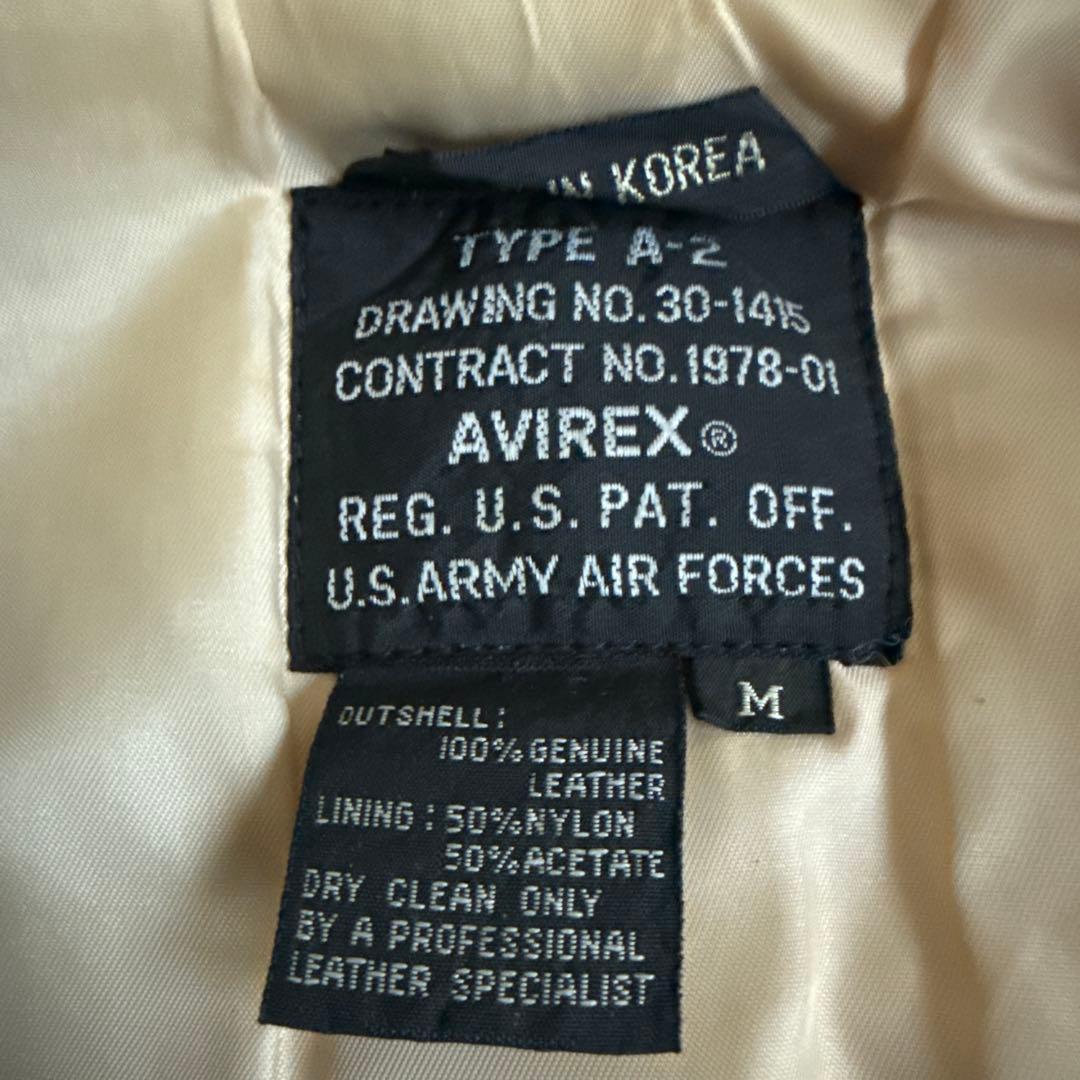 IN KOREA
TYPE A-2
DRAWING NO. 30-1415
CONTRACT NO. 1978-01
AVIREX®
REG. U.S. PAT. OFF.
U.S. ARMY AIR FORCES
M
OUTSHELL:
100% GENUINE
LEATHER
LINING: 50% NYLON
50% ACETATE
DRY CLEAN ONLY
BY A PROFESSIONAL
LEATHER SPECIALIST